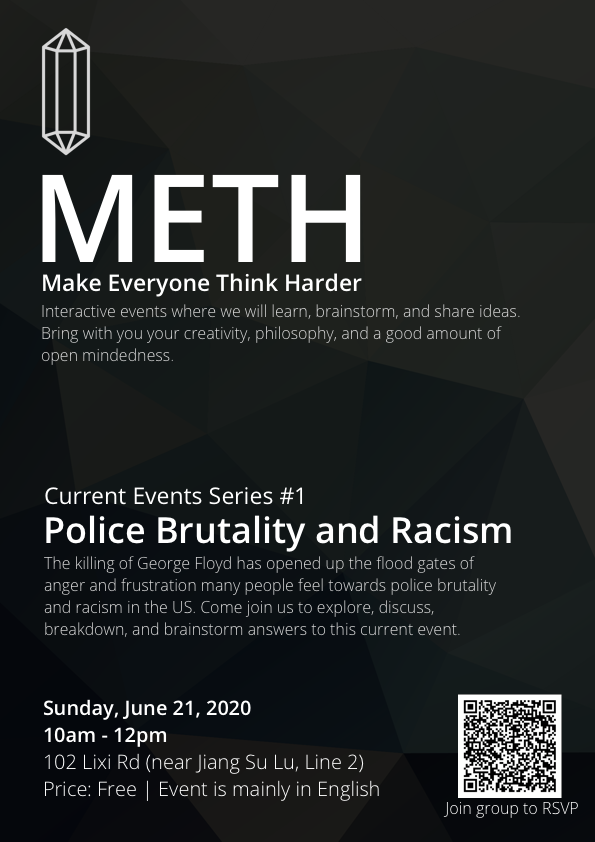 METH
Make Everyone Think Harder
Interactive events where we will learn, brainstorm, and share ideas.
Bring with you your creativity, philosophy, and a good amount of
open mindedness.
Current Events Series #1
Police Brutality and Racism
The killing of George Floyd has opened up the flood gates of
anger and frustration many people feel towards police brutality
and racism in the US. Come join us to explore, discuss,
breakdown, and brainstorm answers to this current event.
Sunday, June 21, 2020
10am - 12pm
102 Lixi Rd (near Jiang Su Lu, Line 2)
Price: Free | Event is mainly in English
Join group to RSVP